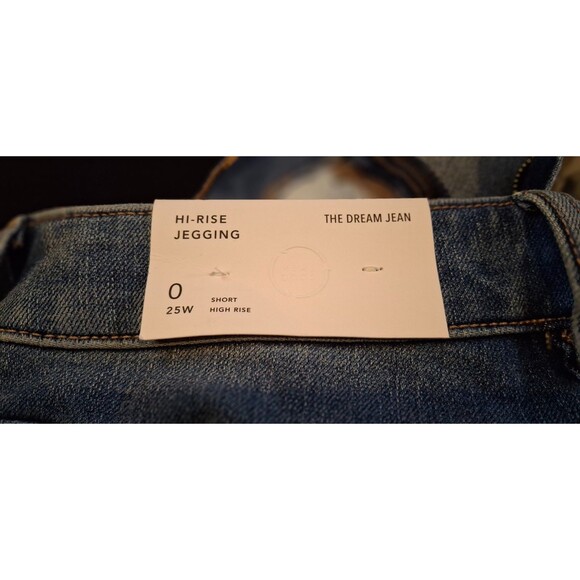 HI-RISE
JEGGING
THE DREAM JEAN
0
25W
SHORT
HIGH RISE